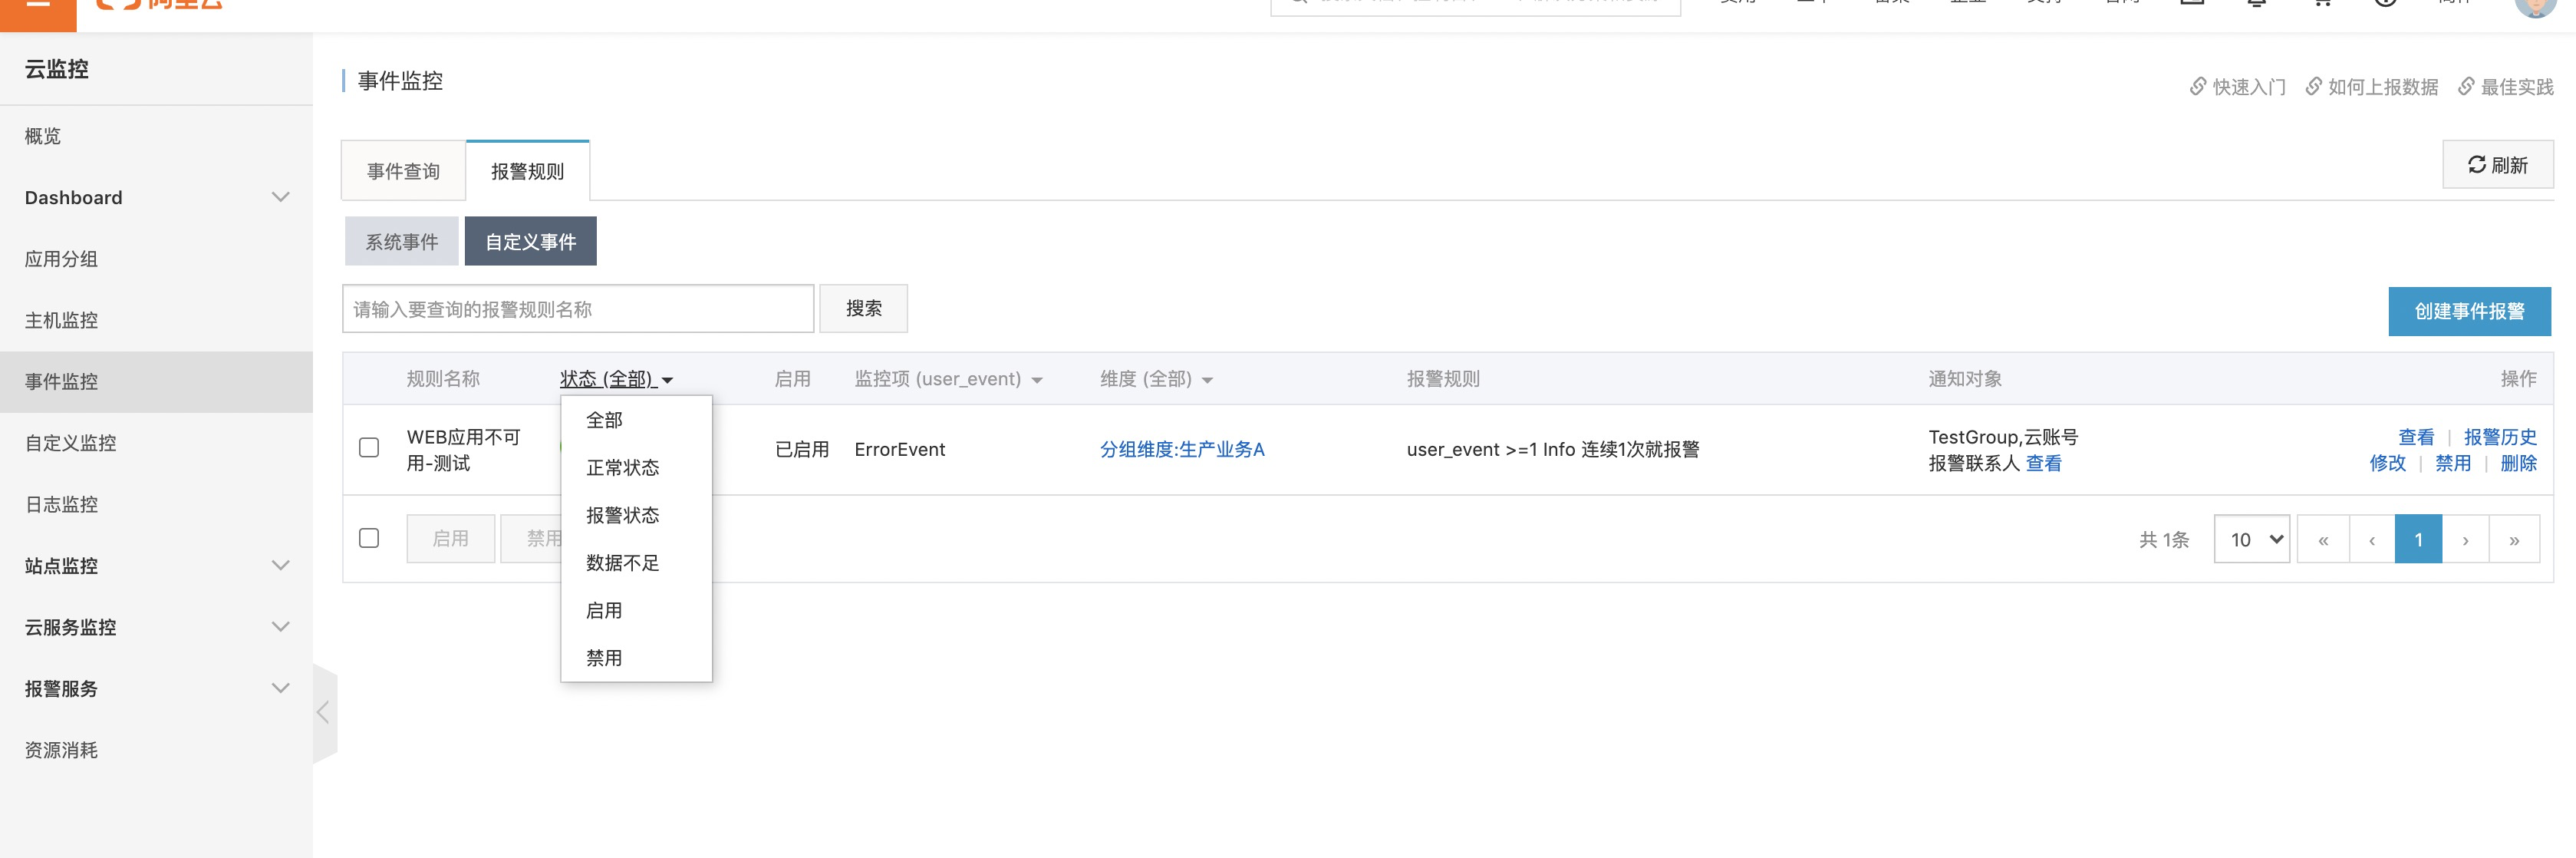 阿里云
云监控
概览
Dashboard
应用分组
主机监控
事件监控
自定义监控
日志监控
站点监控
云服务监控
报警服务
资源消耗
事件监控
快速入门 如何上报数据 最佳实践
事件查询 报警规则
刷新
系统事件 自定义事件
请输入要查询的报警规则名称 搜索
创建事件报警
规则名称 状态 (全部) 启用 监控项 (user_event) 维度 (全部) 报警规则 通知对象 操作
WEB应用不可
用-测试
已启用 ErrorEvent 分组维度:生产业务A user_event >=1 Info 连续1次就报警
TestGroup,云账号
报警联系人 查看
查看 | 报警历史
修改 | 禁用 | 删除
全部
正常状态
报警状态
数据不足
启用
禁用
启用 禁用
共 1条 10 « ‹ 1 › »